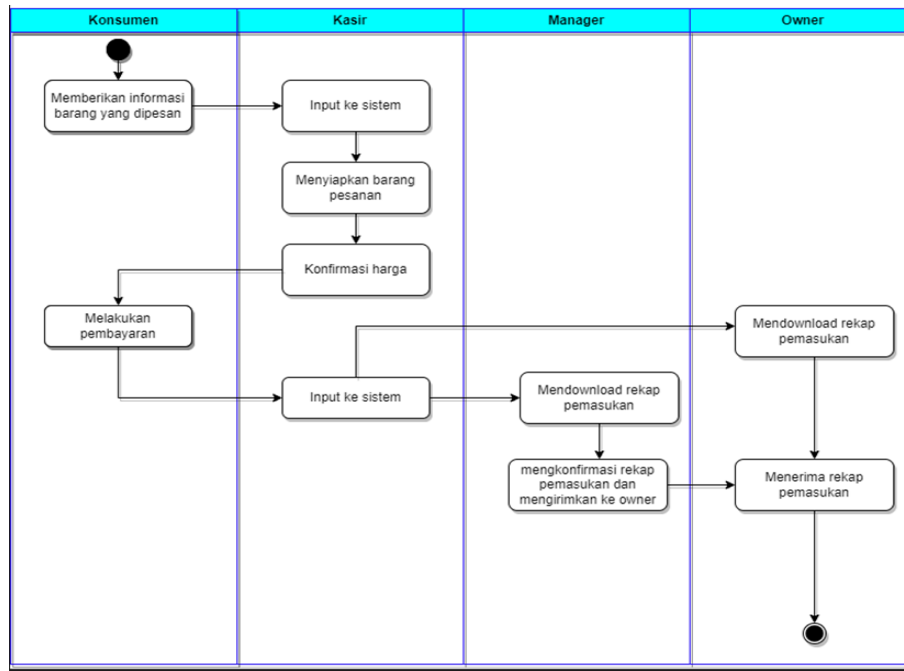 Konsumen
Kasir
Manager
Owner
Memberikan informasi
barang yang dipesan
Input ke sistem
Menyiapkan barang
pesanan
Konfirmasi harga
Melakukan
pembayaran
Mendownload rekap
pemasukan
Input ke sistem
Mendownload rekap
pemasukan
mengkonfirmasi rekap
pemasukan dan
mengirimkan ke owner
Menerima rekap
pemasukan